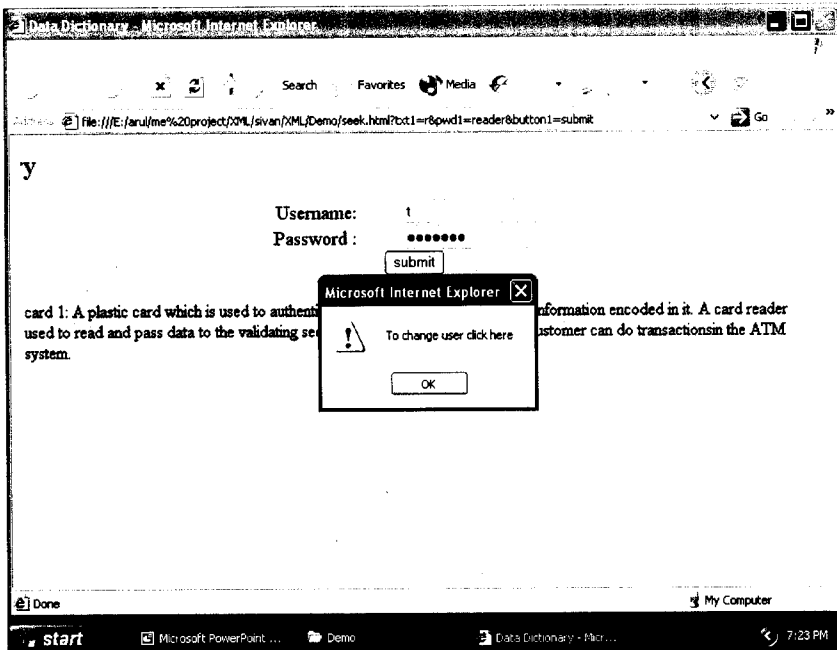 Data Dictionary - Microsoft Internet Explorer
Search Favorites Media
Address file:///E:/arul/me%20project/XML/sivan/XML/Demo/seek.html?txt1=r&pwd1=reader&button1=submit Go »
y
Username: t
Password : •••••••
submit
Microsoft Internet Explorer
card 1: A plastic card which is used to authenti nformation encoded in it. A card reader
used to read and pass data to the validating sec ustomer can do transactionsin the ATM
system.
To change user click here
OK
Done My Computer
start Microsoft PowerPoint ... Demo Data Dictionary - Micr... 7:23 PM